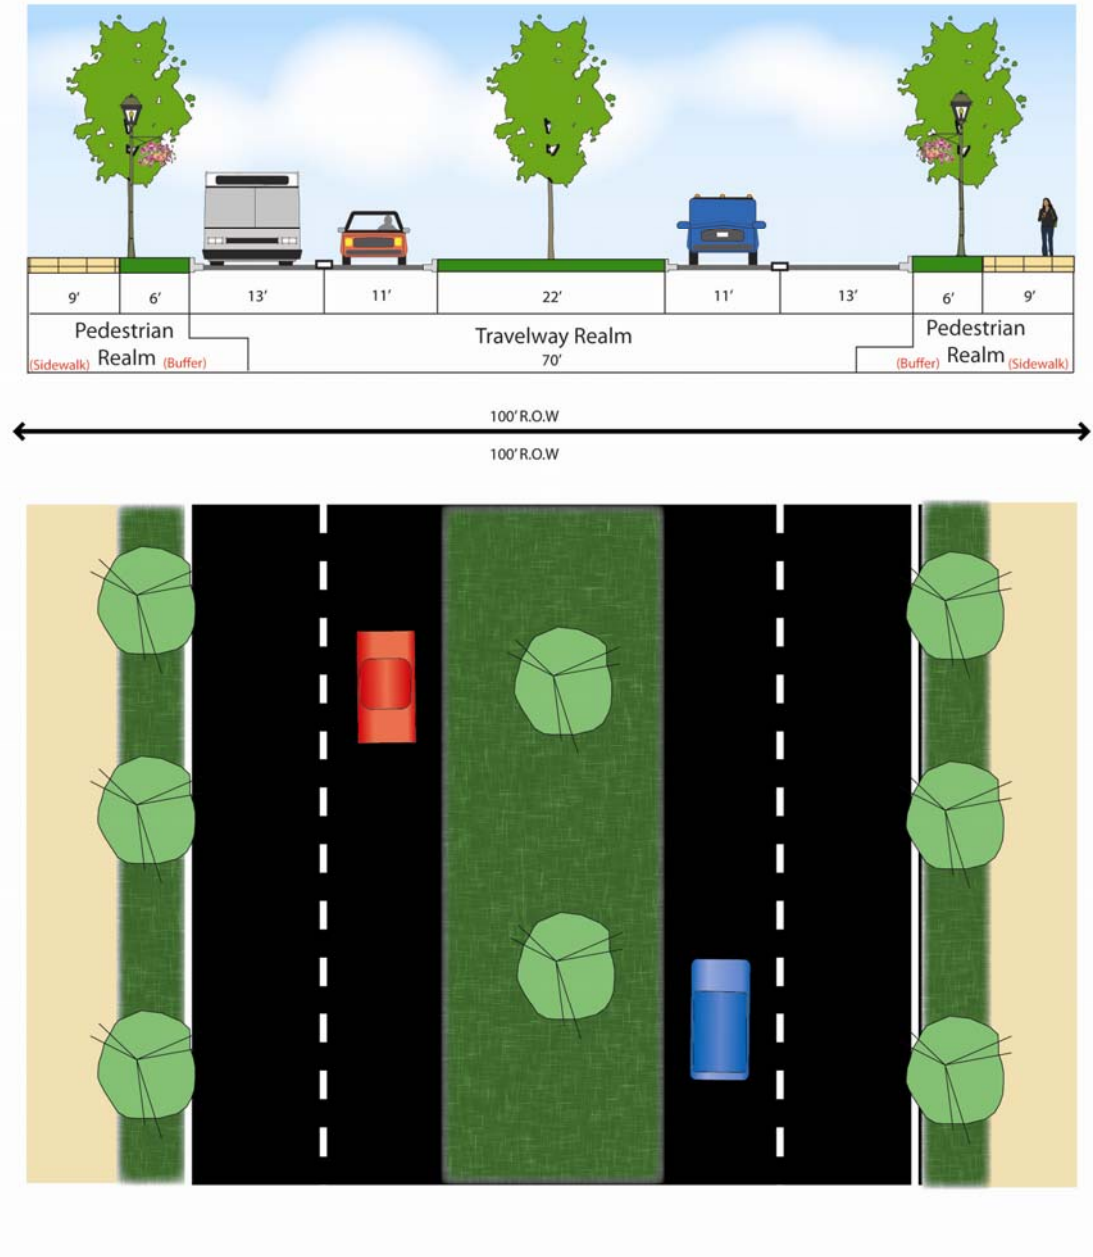 9' 6' 13' 11' 22' 11' 13' 6' 9'
Pedestrian Realm
(Sidewalk) (Buffer)
Travelway Realm
70'
Pedestrian Realm
(Buffer) (Sidewalk)
100' R.O.W
100' R.O.W